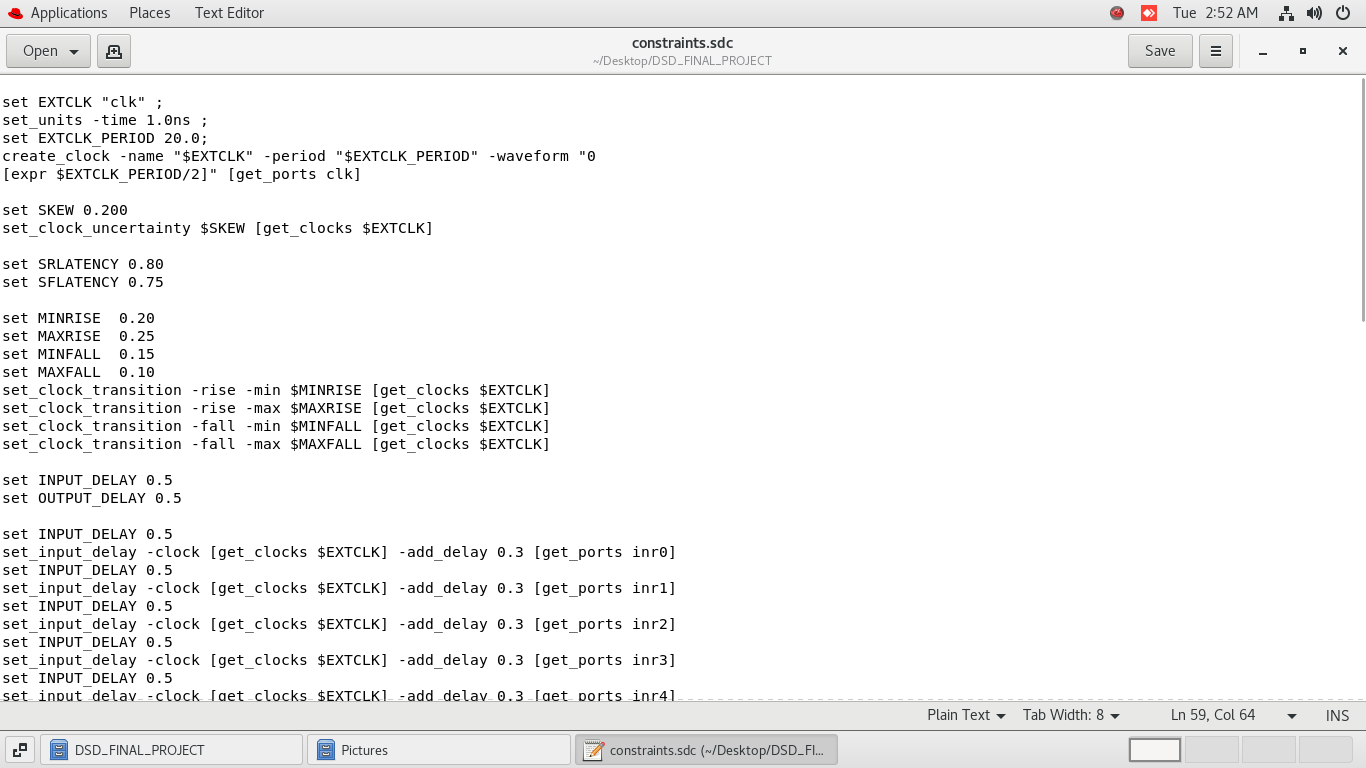 Applications Places Text Editor Tue 2:52 AM
Open constraints.sdc Save
~/Desktop/DSD_FINAL_PROJECT
set EXTCLK "clk" ;
set_units -time 1.0ns ;
set EXTCLK_PERIOD 20.0;
create_clock -name "$EXTCLK" -period "$EXTCLK_PERIOD" -waveform "0
[expr $EXTCLK_PERIOD/2]" [get_ports clk]
set SKEW 0.200
set_clock_uncertainty $SKEW [get_clocks $EXTCLK]
set SRLATENCY 0.80
set SFLATENCY 0.75
set MINRISE  0.20
set MAXRISE  0.25
set MINFALL  0.15
set MAXFALL  0.10
set_clock_transition -rise -min $MINRISE [get_clocks $EXTCLK]
set_clock_transition -rise -max $MAXRISE [get_clocks $EXTCLK]
set_clock_transition -fall -min $MINFALL [get_clocks $EXTCLK]
set_clock_transition -fall -max $MAXFALL [get_clocks $EXTCLK]
set INPUT_DELAY 0.5
set OUTPUT_DELAY 0.5
set INPUT_DELAY 0.5
set_input_delay -clock [get_clocks $EXTCLK] -add_delay 0.3 [get_ports inr0]
set INPUT_DELAY 0.5
set_input_delay -clock [get_clocks $EXTCLK] -add_delay 0.3 [get_ports inr1]
set INPUT_DELAY 0.5
set_input_delay -clock [get_clocks $EXTCLK] -add_delay 0.3 [get_ports inr2]
set INPUT_DELAY 0.5
set_input_delay -clock [get_clocks $EXTCLK] -add_delay 0.3 [get_ports inr3]
set INPUT_DELAY 0.5
set_input_delay -clock [get_clocks $EXTCLK] -add_delay 0.3 [get_ports inr4]
Plain Text Tab Width: 8 Ln 59, Col 64 INS
DSD_FINAL_PROJECT Pictures constraints.sdc (~/Desktop/DSD_FI...